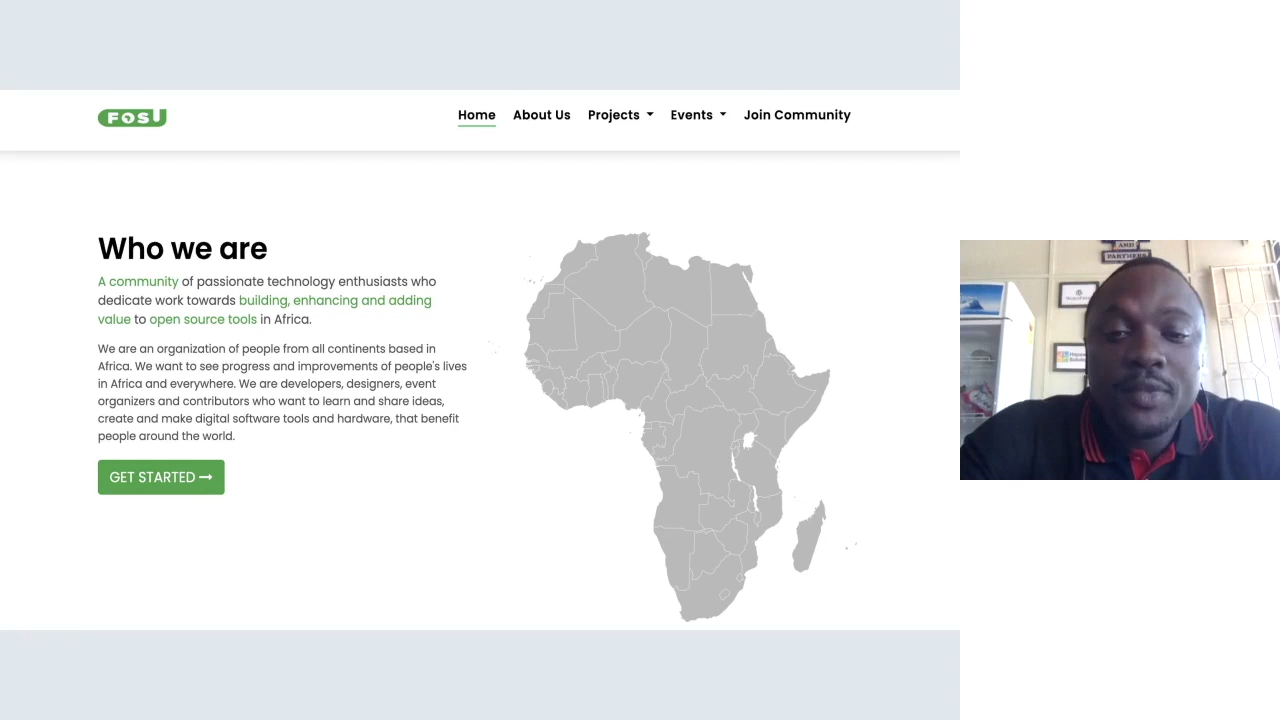 FOSU
Home About Us Projects Events Join Community
Who we are
A community of passionate technology enthusiasts who
dedicate work towards building, enhancing and adding
value to open source tools in Africa.
We are an organization of people from all continents based in
Africa. We want to see progress and improvements of people's lives
in Africa and everywhere. We are developers, designers, event
organizers and contributors who want to learn and share ideas,
create and make digital software tools and hardware, that benefit
people around the world.
GET STARTED
AND
PARTNERS